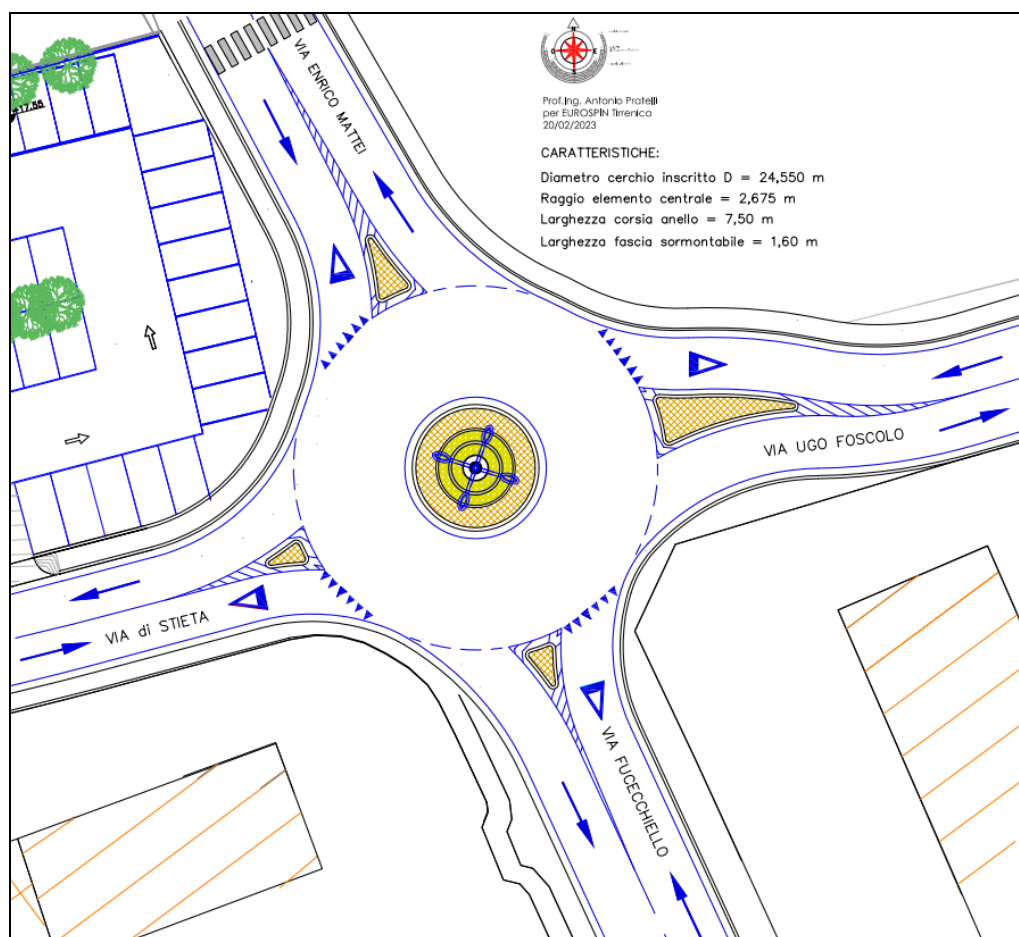 VIA ENRICO MATTEI
N
O
E
S
Prof.Ing. Antonio Pratelli
per EUROSPIN Tirrenica
20/02/2023
CARATTERISTICHE:
Diametro cerchio inscritto D = 24,550 m
Raggio elemento centrale = 2,675 m
Larghezza corsia anello = 7,50 m
Larghezza fascia sormontabile = 1,60 m
VIA UGO FOSCOLO
VIA di STIETA
VIA FUCECCHIELLO